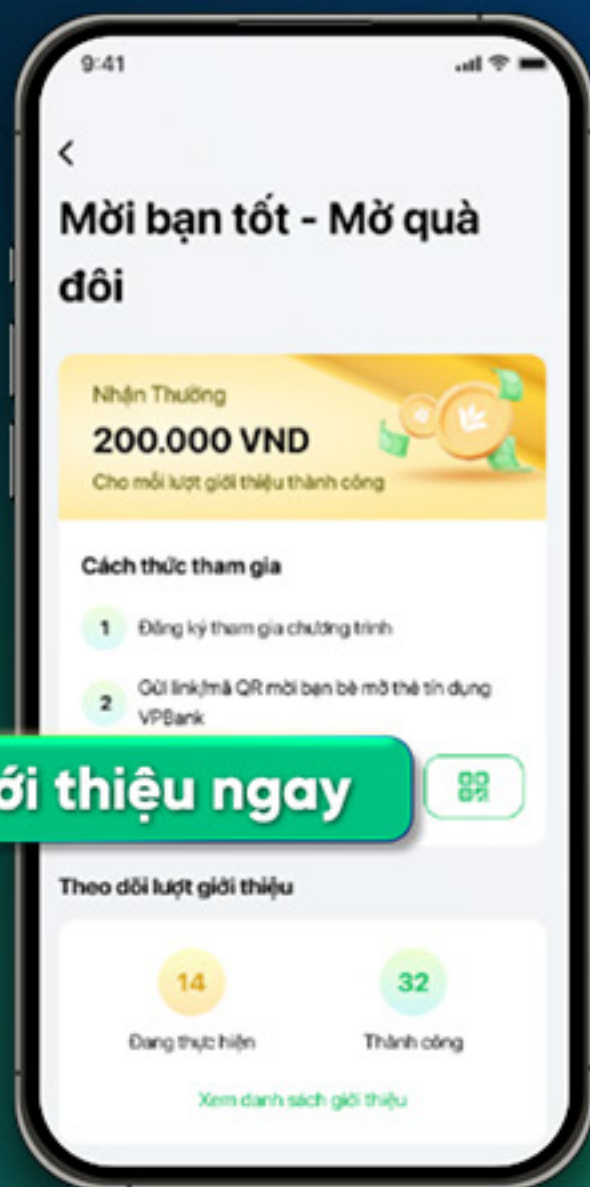 9:41
Mời bạn tốt - Mở quà
đôi
Nhận Thưởng
200.000 VND
Cho mỗi lượt giới thiệu thành công
Cách thức tham gia
1 Đăng ký tham gia chương trình
2 Gửi link/mã QR mời bạn bè mở thẻ tín dụng
VPBank
ới thiệu ngay
Theo dõi lượt giới thiệu
14 32
Đang thực hiện Thành công
Xem danh sách giới thiệu